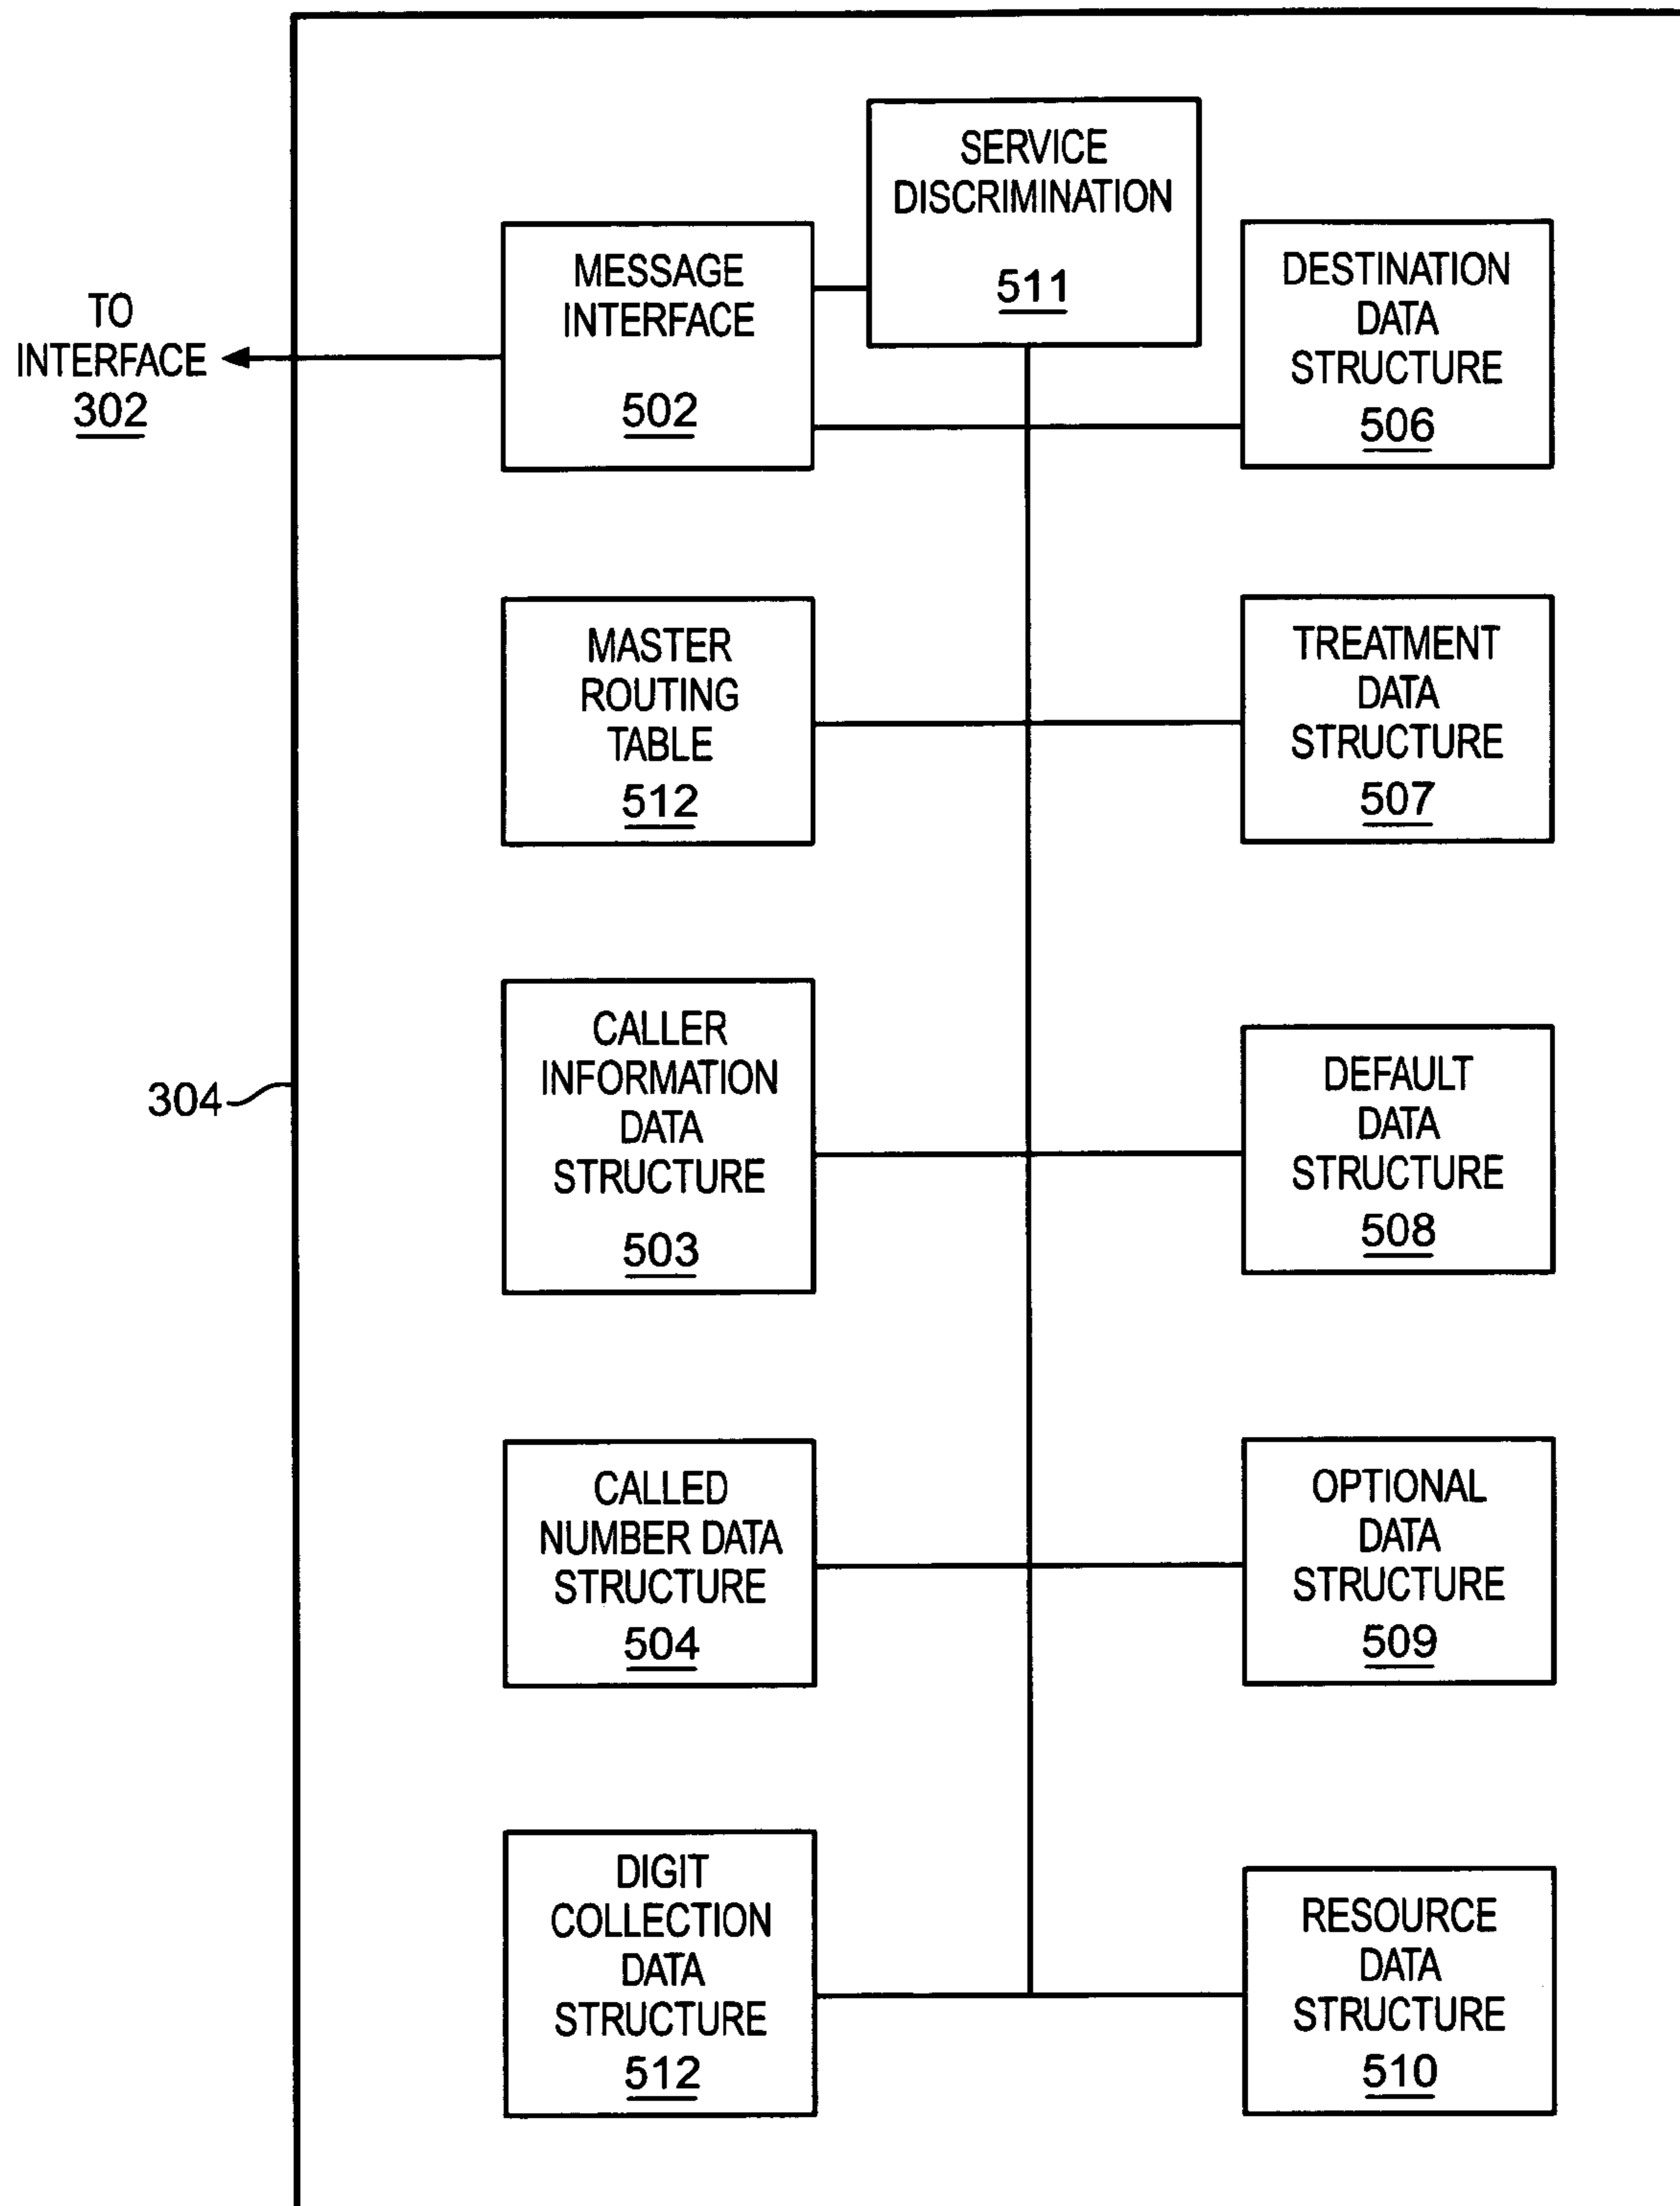 SERVICE
DISCRIMINATION
511
MESSAGE
INTERFACE
502
DESTINATION
DATA
STRUCTURE
506
TO
INTERFACE
302
MASTER
ROUTING
TABLE
512
TREATMENT
DATA
STRUCTURE
507
CALLER
INFORMATION
DATA
STRUCTURE
503
304
DEFAULT
DATA
STRUCTURE
508
CALLED
NUMBER DATA
STRUCTURE
504
OPTIONAL
DATA
STRUCTURE
509
DIGIT
COLLECTION
DATA
STRUCTURE
512
RESOURCE
DATA
STRUCTURE
510